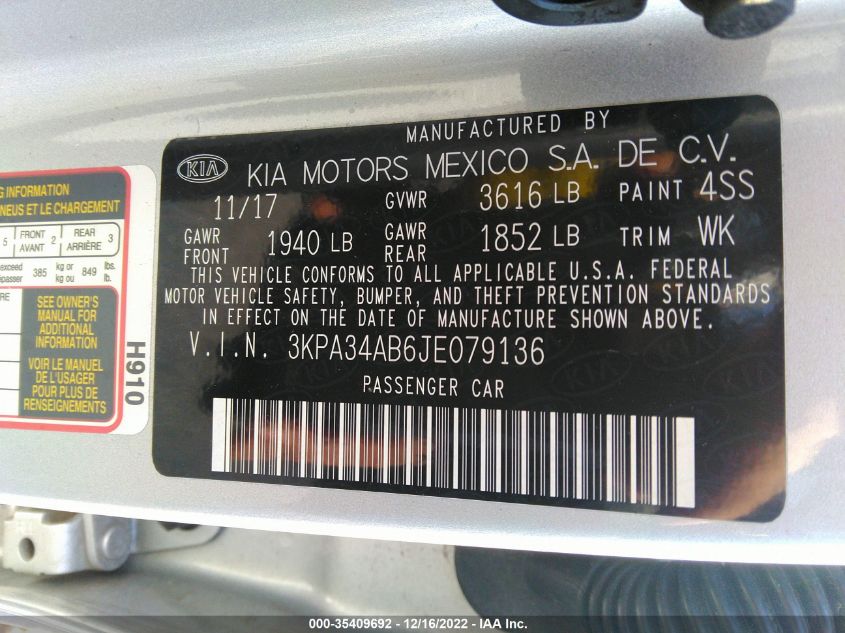 MANUFACTURED BY
KIA KIA MOTORS MEXICO S.A. DE C.V.
11/17 GVWR 3616 LB PAINT 4SS
GAWR FRONT 1940 LB GAWR REAR 1852 LB TRIM WK
THIS VEHICLE CONFORMS TO ALL APPLICABLE U.S.A. FEDERAL
MOTOR VEHICLE SAFETY, BUMPER, AND THEFT PREVENTION STANDARDS
IN EFFECT ON THE DATE OF MANUFACTURE SHOWN ABOVE.
V.I.N. 3KPA34AB6JE079136
PASSENGER CAR
INFORMATION
PNEUS ET LE CHARGEMENT
5 FRONT AVANT 2 REAR ARRIÈRE 3
385 kg or kg ou 849 lbs. lb.
SEE OWNER'S
MANUAL FOR
ADDITIONAL
INFORMATION
VOIR LE MANUEL
DE L'USAGER
POUR PLUS DE
RENSEIGNEMENTS
H910
000-35409692 - 12/16/2022 - IAA Inc.